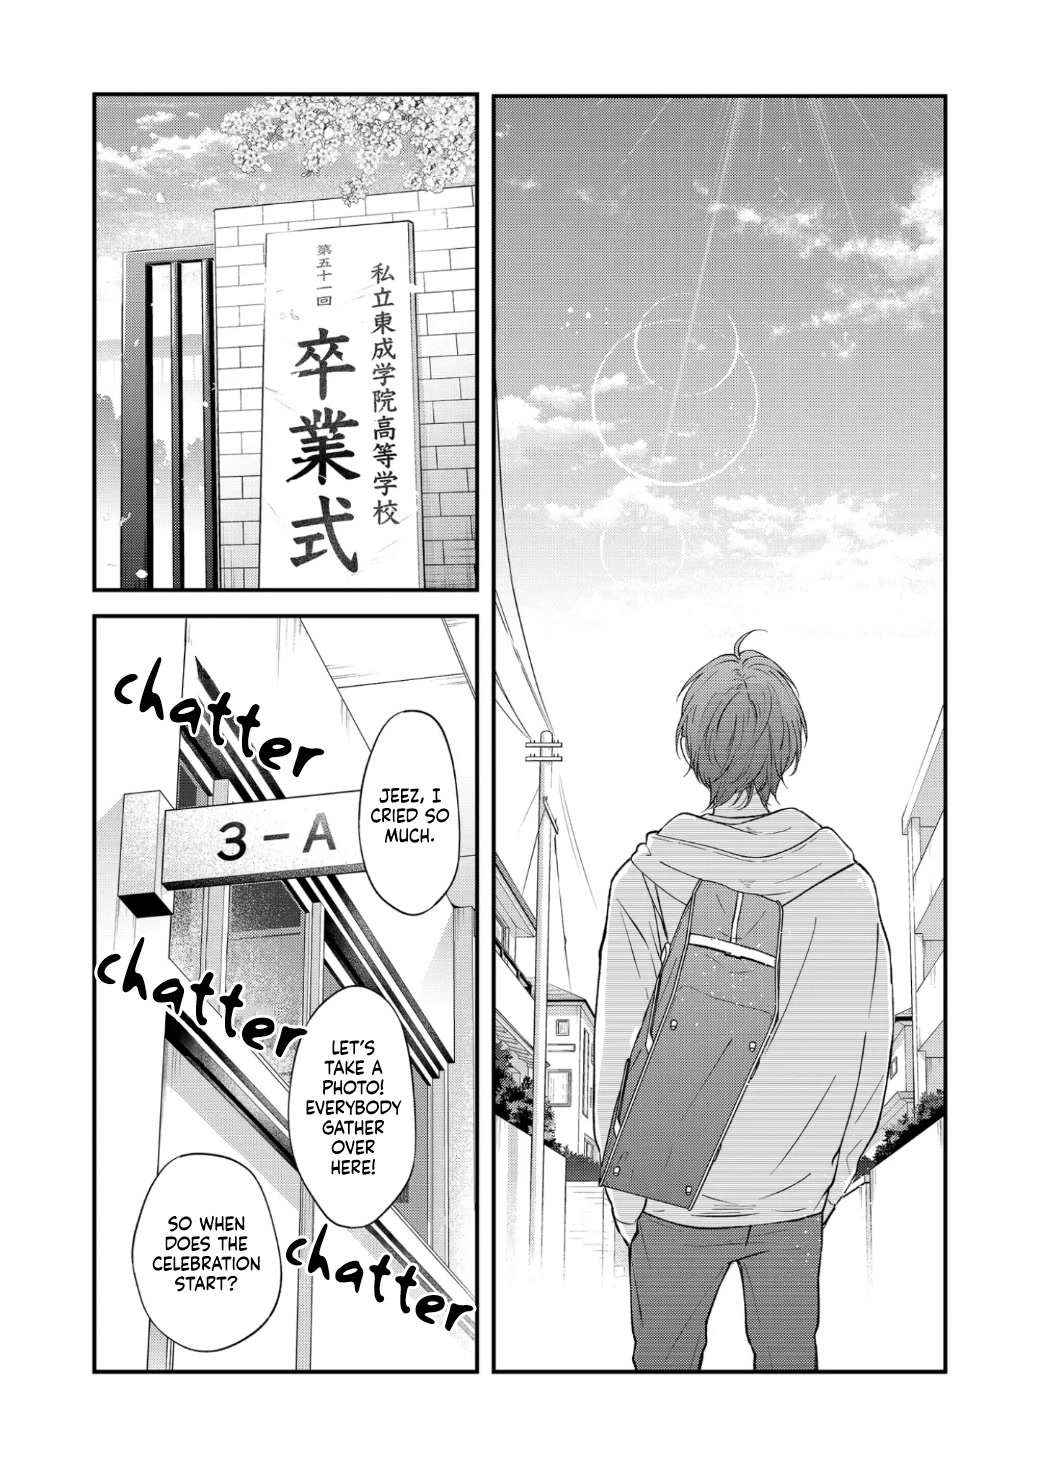 私立東成学院高等学校
第五十一回
卒業式
chatter
JEEZ, I
CRIED SO
MUCH.
3-A
chatter
LET'S
TAKE A
PHOTO!
EVERYBODY
GATHER
OVER
HERE!
SO WHEN
DOES THE
CELEBRATION
START?
chatter